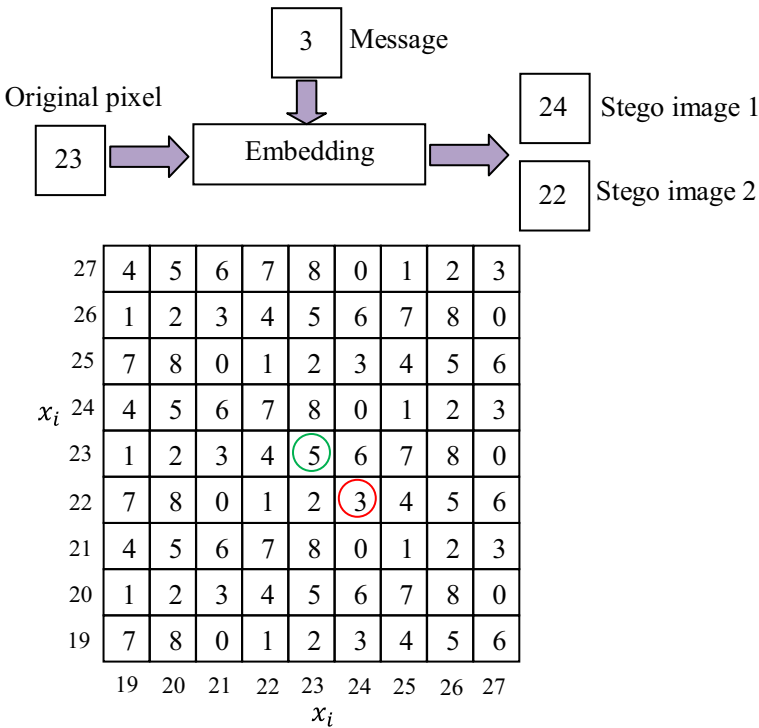 3 Message
Original pixel
24 Stego image 1
23 Embedding
22 Stego image 2
27 4 5 6 7 8 0 1 2 3
26 1 2 3 4 5 6 7 8 0
25 7 8 0 1 2 3 4 5 6
x_i 24 4 5 6 7 8 0 1 2 3
23 1 2 3 4 5 6 7 8 0
22 7 8 0 1 2 3 4 5 6
21 4 5 6 7 8 0 1 2 3
20 1 2 3 4 5 6 7 8 0
19 7 8 0 1 2 3 4 5 6
19 20 21 22 23 24 25 26 27
x_i